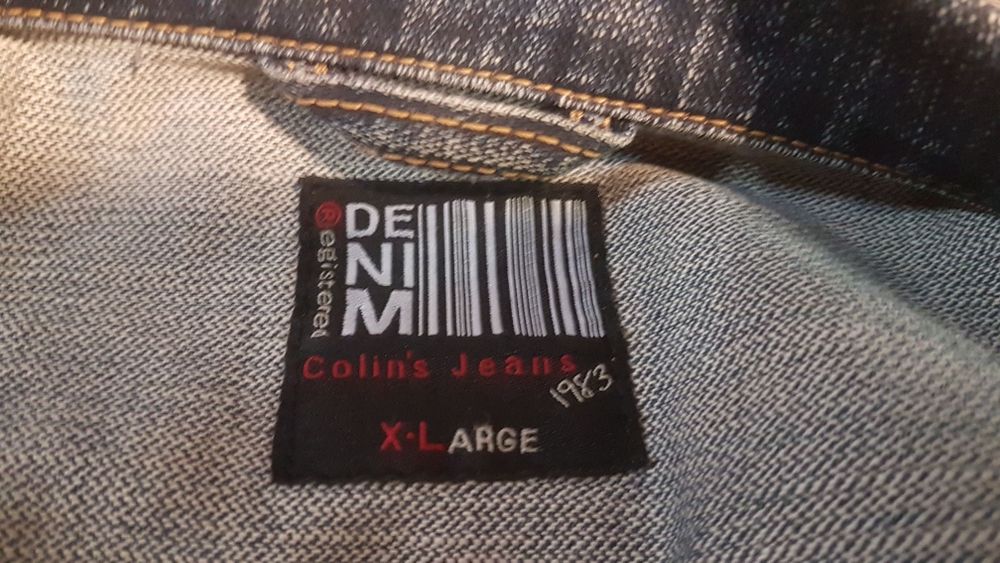 ®egistered
DE
NI
M
Colin's Jeans
1983
X·LARGE